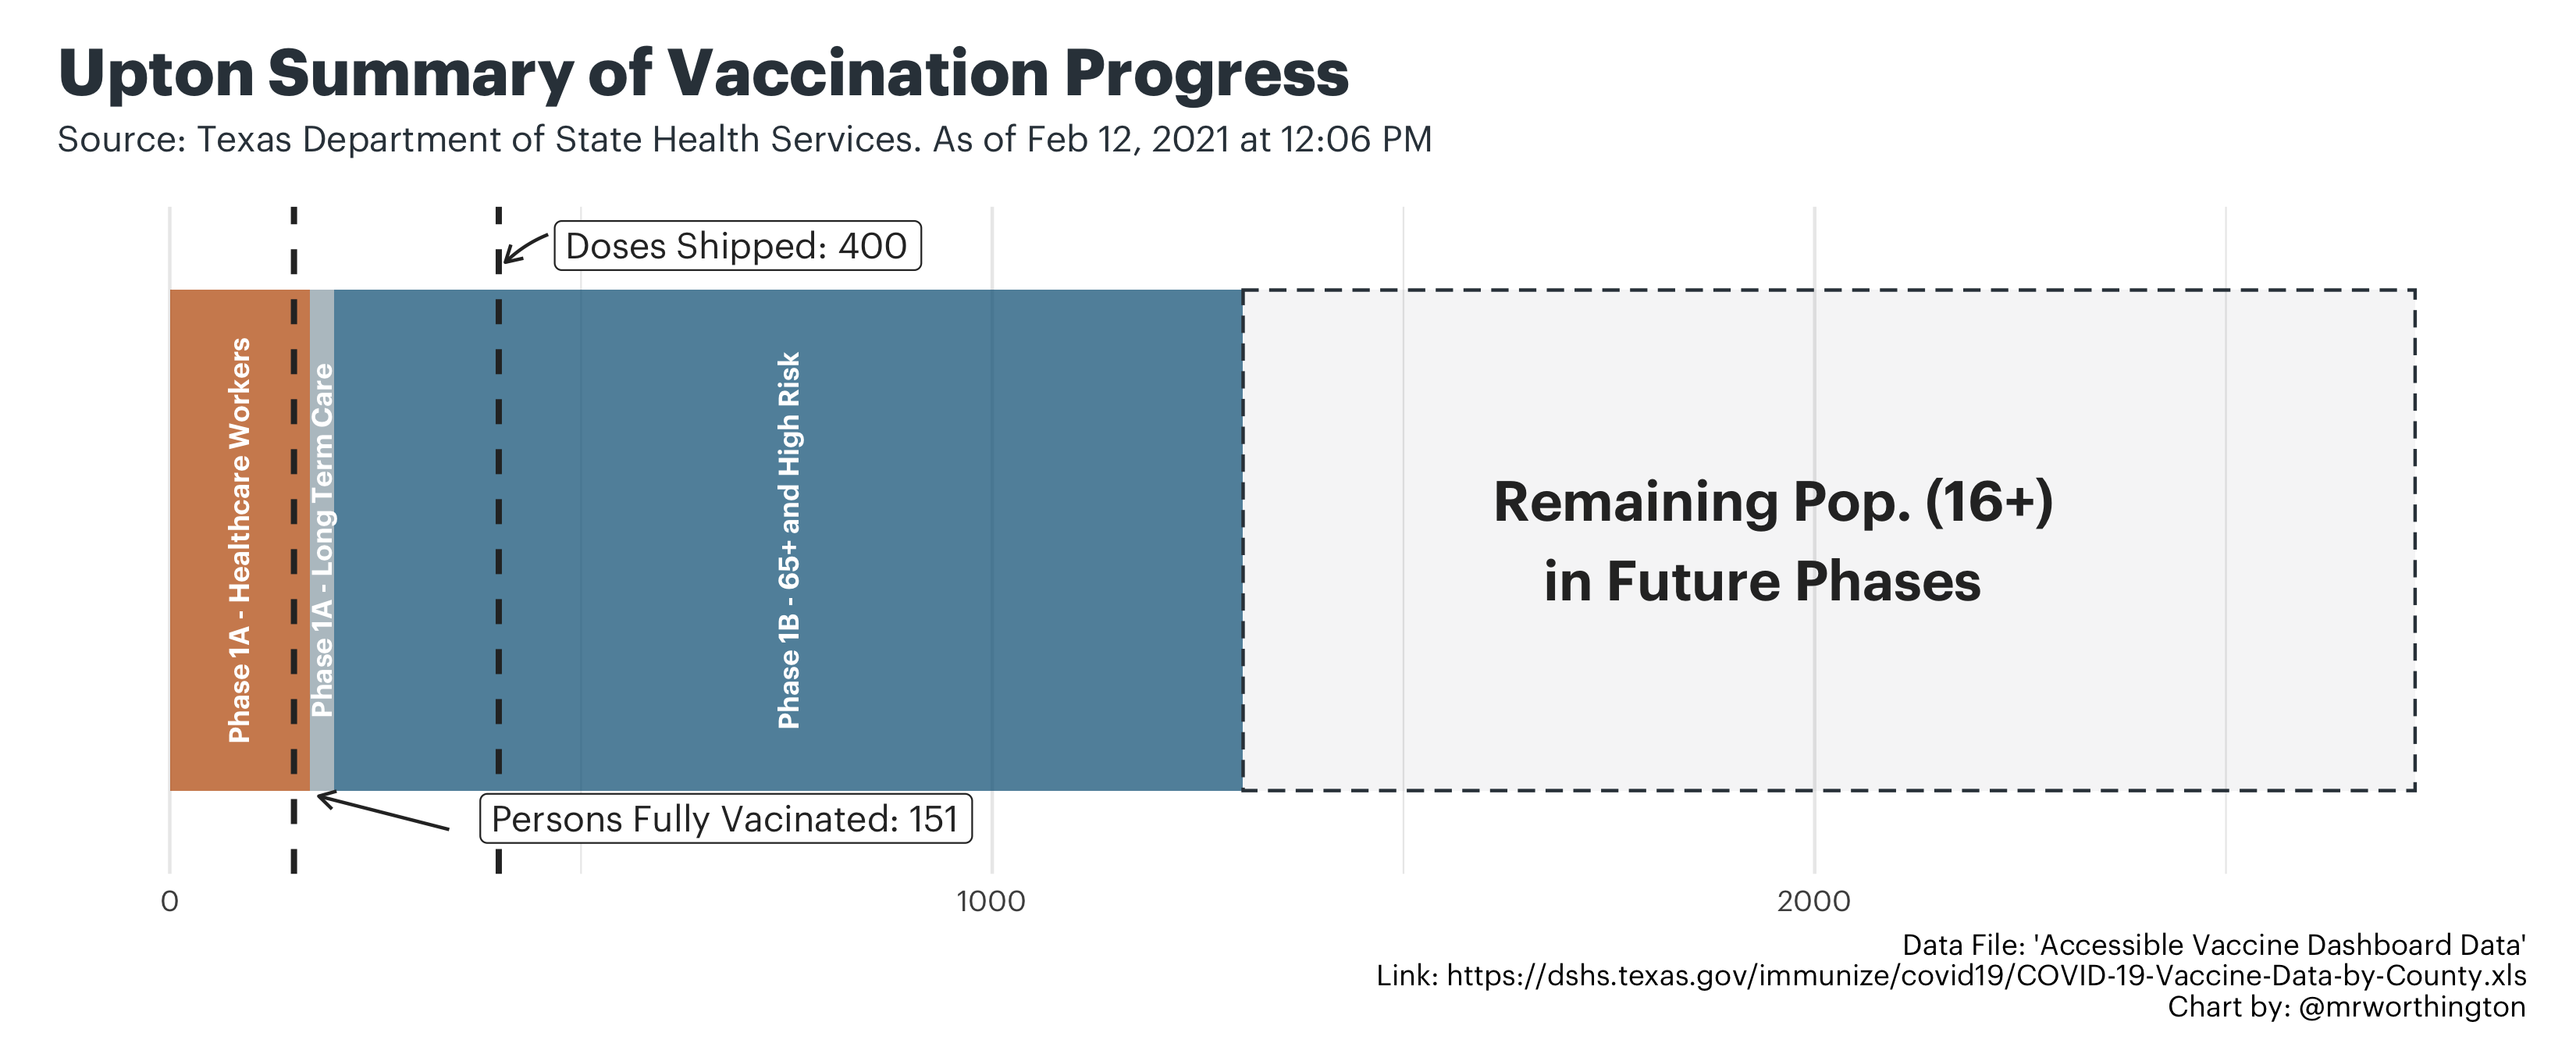 Upton Summary of Vaccination Progress
Source: Texas Department of State Health Services. As of Feb 12, 2021 at 12:06 PM
Doses Shipped: 400
Phase 1A - Healthcare Workers
Phase 1A - Long Term Care
Phase 1B - 65+ and High Risk
Remaining Pop. (16+)
in Future Phases
Persons Fully Vacinated: 151
0
1000
2000
Data File: 'Accessible Vaccine Dashboard Data'
Link: https://dshs.texas.gov/immunize/covid19/COVID-19-Vaccine-Data-by-County.xls
Chart by: @mrworthington